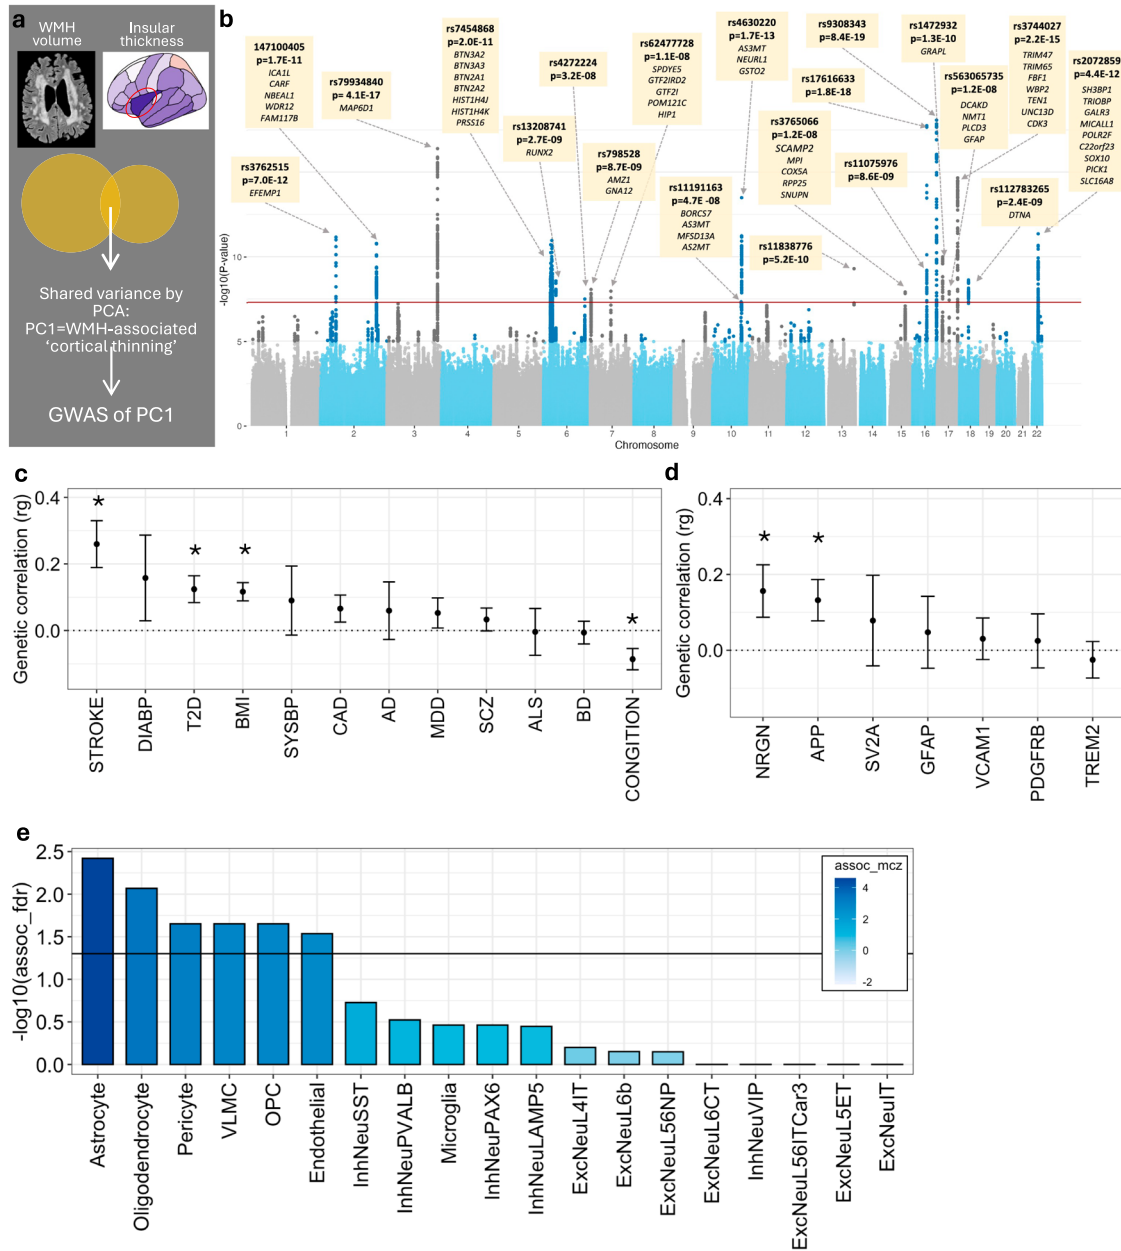 a
WMH
volume
Insular
thickness
Shared variance by
PCA:
PC1=WMH-associated
‘cortical thinning’
GWAS of PC1
b
147100405
p=1.7E-11
ICA1L
CARF
NBEAL1
WDR12
FAM117B
rs3762515
p=7.0E-12
EFEMP1
rs79934840
p= 4.1E-17
MAP6D1
rs7454868
p=2.0E-11
BTN3A2
BTN3A3
BTN2A1
BTN2A2
HIST1H4J
HIST1H4K
PRSS16
rs13208741
p=2.7E-09
RUNX2
rs4272224
p=3.2E-08
rs798528
p=8.7E-09
AMZ1
GNA12
rs62477728
p=1.1E-08
SPDYE5
GTF2IRD2
GTF2I
POM121C
HIP1
rs11191163
p=4.7E -08
BORCS7
AS3MT
MFSD13A
AS2MT
rs4630220
p=1.7E-13
AS3MT
NEURL1
GSTO2
rs11838776
p=5.2E-10
rs3765066
p=1.2E-08
SCAMP2
MPI
COX5A
RPP25
SNUPN
rs9308343
p=8.4E-19
rs17616633
p=1.8E-18
rs11075976
p=8.6E-09
rs1472932
p=1.3E-10
GRAPL
rs563065735
p=1.2E-08
DCAKD
NMT1
PLCD3
GFAP
rs112783265
p=2.4E-09
DTNA
rs3744027
p=2.2E-15
TRIM47
TRIM65
FBF1
WBP2
TEN1
UNC13D
CDK3
rs2072859
p=4.4E-12
SH3BP1
TRIOBP
GALR3
MICALL1
POLR2F
C22orf23
SOX10
PICK1
SLC16A8
-log10(P-value)
10
5
0
1 2 3 4 5 6 7 8 9 10 11 12 13 14 15 16 17 18 19 20 21 22
Chromosome
c
Genetic correlation (rg)
0.4
0.2
0.0
* * * *
STROKE
DIABP
T2D
BMI
SYSBP
CAD
AD
MDD
SCZ
ALS
BD
CONGITION
d
Genetic correlation (rg)
0.4
0.2
0.0
* *
NRGN
APP
SV2A
GFAP
VCAM1
PDGFRB
TREM2
e
-log10(assoc_fdr)
2.5
2.0
1.5
1.0
0.5
0.0
assoc_mcz
4
2
0
-2
Astrocyte
Oligodendrocyte
Pericyte
VLMC
OPC
Endothelial
InhNeuSST
InhNeuPVALB
Microglia
InhNeuPAX6
InhNeuLAMP5
ExcNeuL4IT
ExcNeuL6b
ExcNeuL56NP
ExcNeuL6CT
InhNeuVIP
ExcNeuL56ITCar3
ExcNeuL5ET
ExcNeuIT